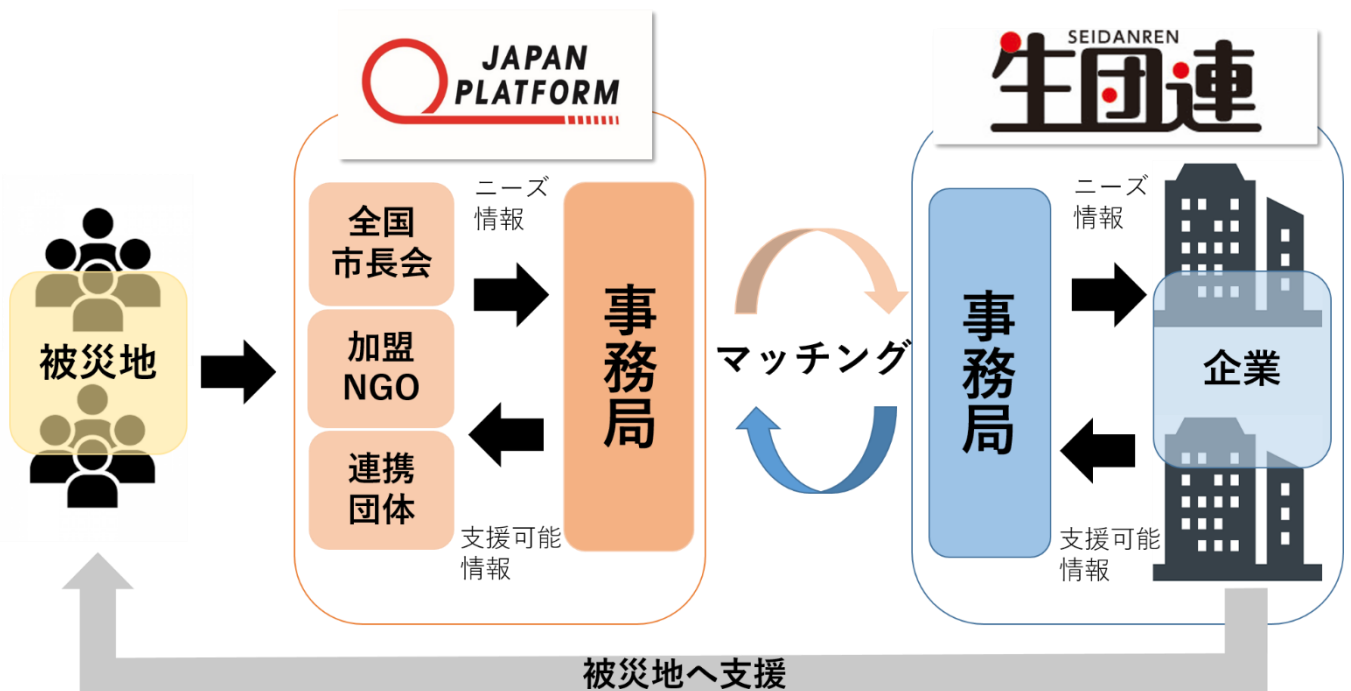 JAPAN
PLATFORM
SEIDANREN
生団連
被災地
全国
市長会
加盟
NGO
連携
団体
ニーズ
情報
支援可能
情報
事務局
マッチング
事務局
ニーズ
情報
支援可能
情報
企業
被災地へ支援